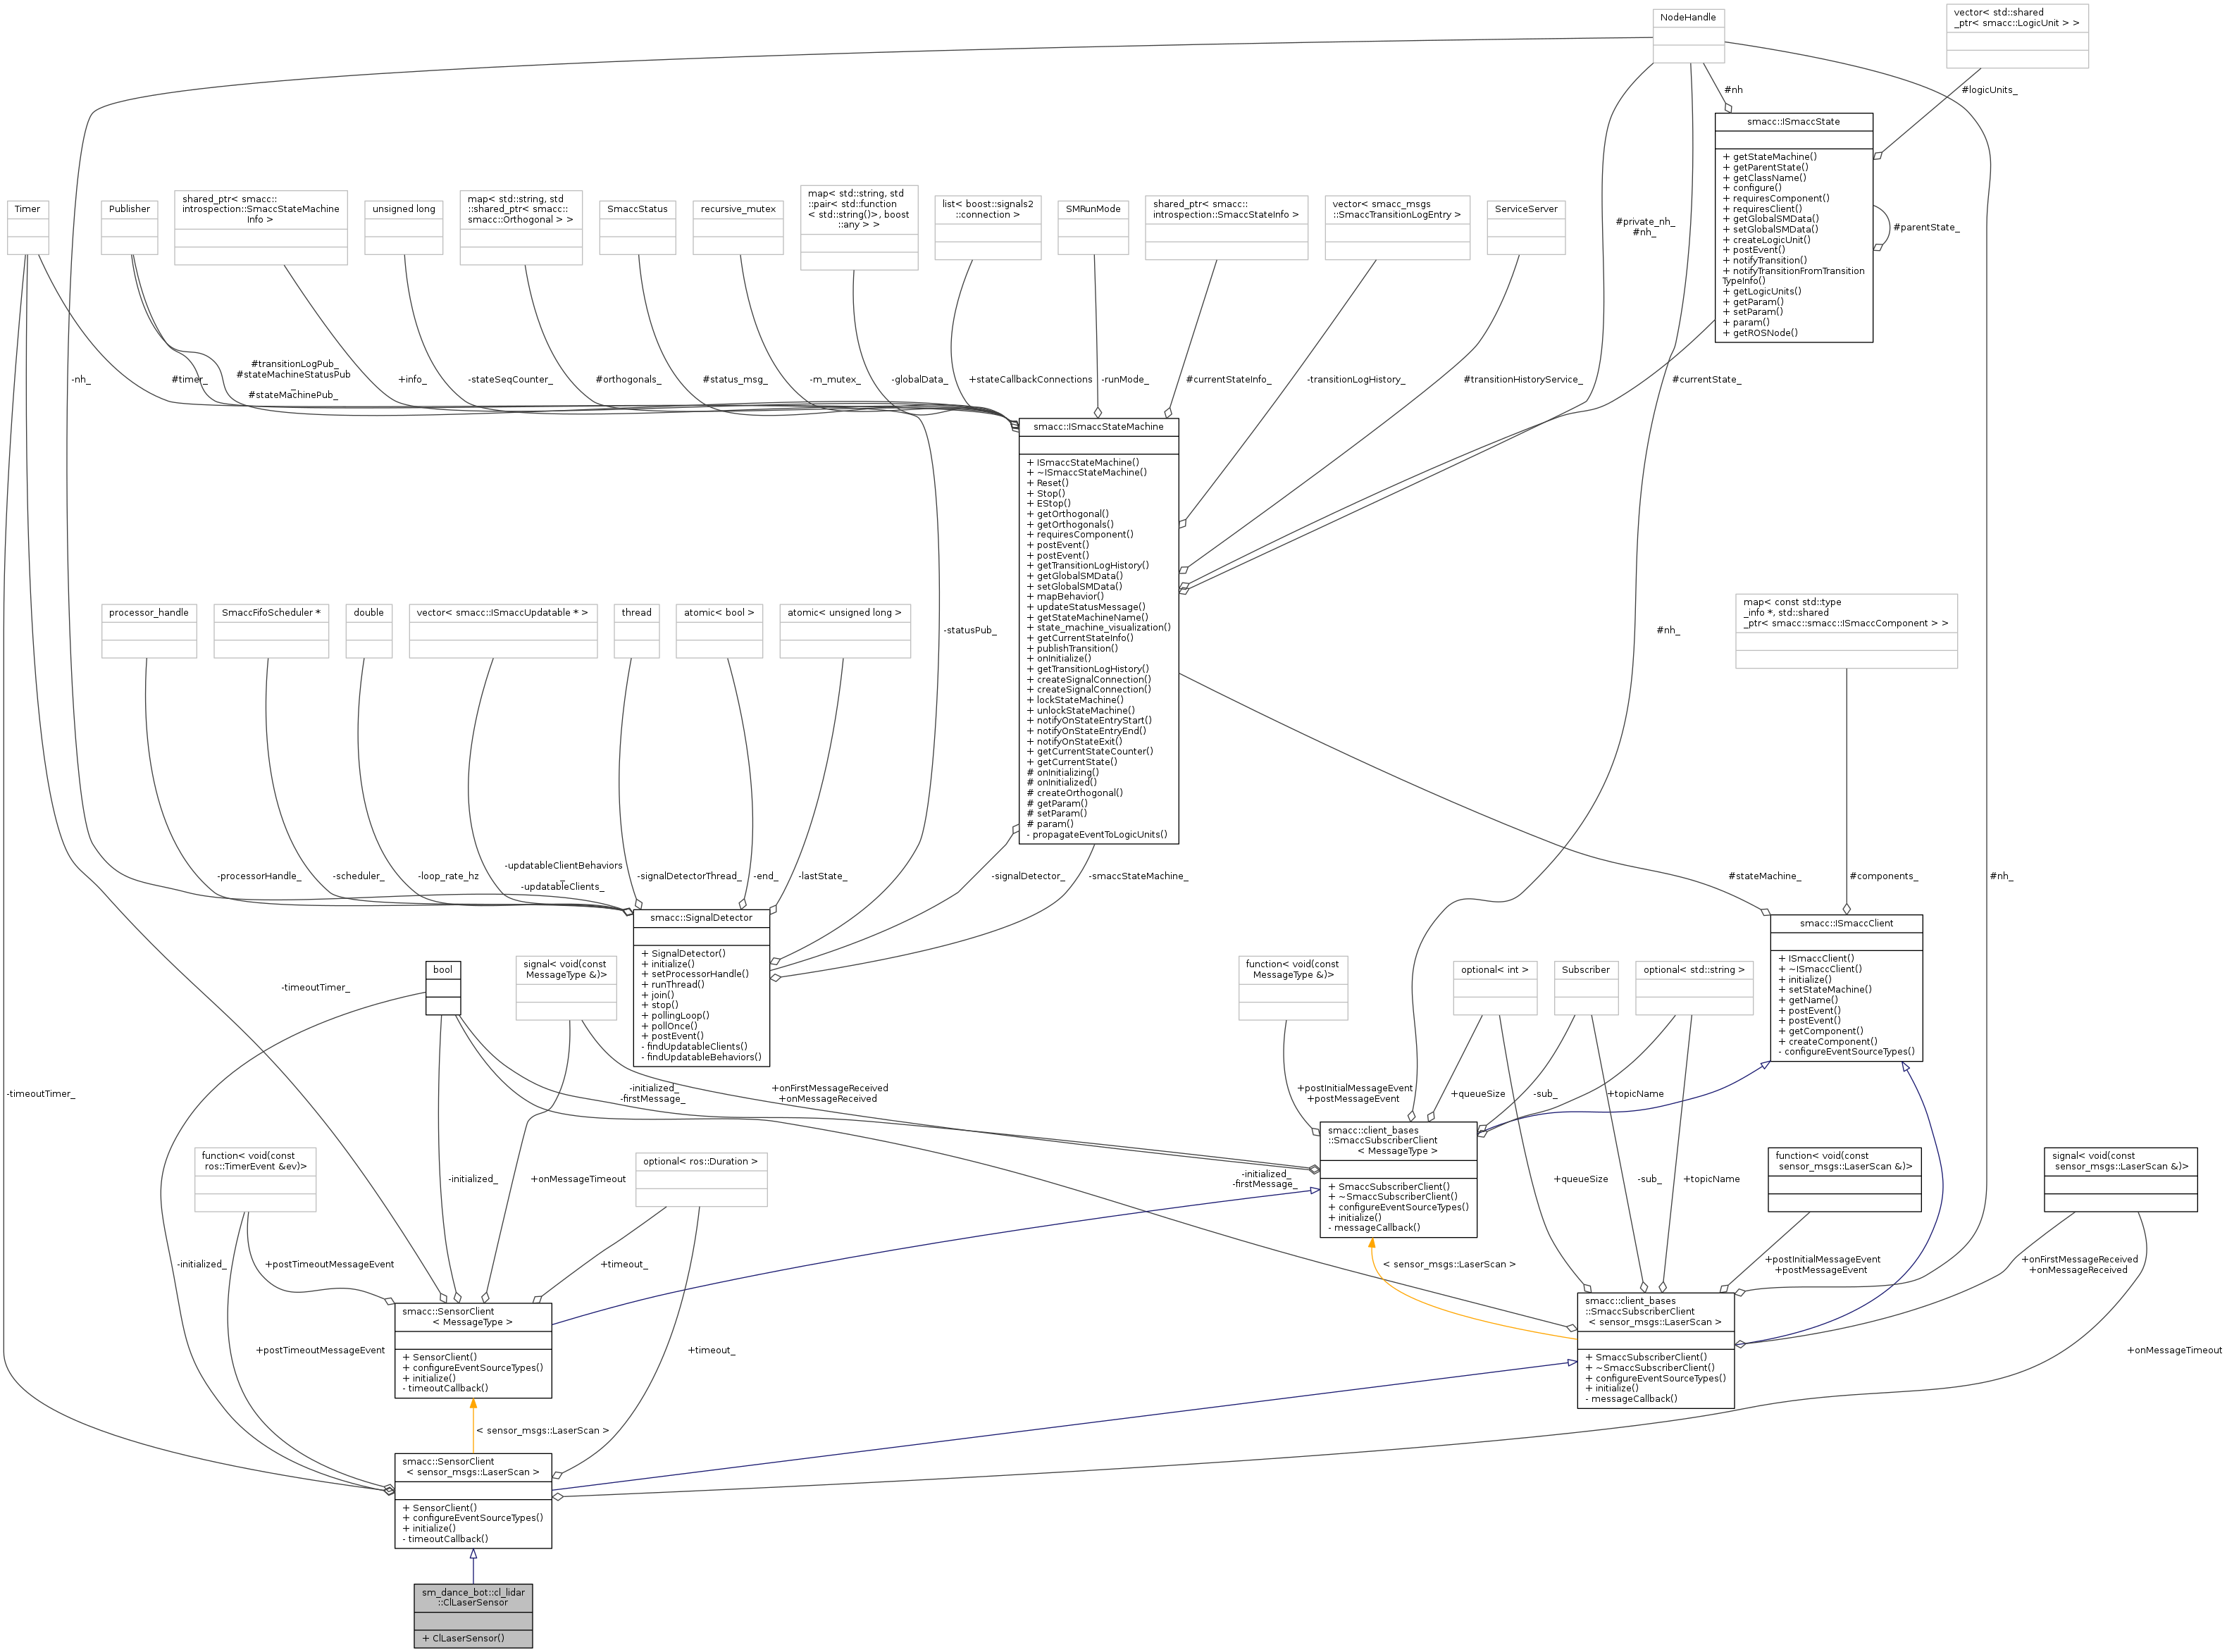 NodeHandle
vector< std::shared
_ptr< smacc::LogicUnit > >
#nh
#logicUnits_
smacc::ISmaccState
+ getStateMachine()
+ getParentState()
+ getClassName()
+ configure()
+ requiresComponent()
+ requiresClient()
+ getGlobalSMData()
+ setGlobalSMData()
+ createLogicUnit()
+ postEvent()
+ notifyTransition()
+ notifyTransitionFromTransition
TypeInfo()
+ getLogicUnits()
+ getParam()
+ setParam()
+ param()
+ getROSNode()
#parentState_
Timer
Publisher
shared_ptr< smacc::
introspection::SmaccStateMachine
Info >
unsigned long
map< std::string, std
::shared_ptr< smacc::
smacc::Orthogonal > >
SmaccStatus
recursive_mutex
map< std::string, std
::pair< std::function
< std::string()>, boost
::any > >
list< boost::signals2
::connection >
SMRunMode
shared_ptr< smacc::
introspection::SmaccStateInfo >
vector< smacc_msgs
::SmaccTransitionLogEntry >
ServiceServer
#private_nh_
#nh_
-nh_
#timer_
#transitionLogPub_
#stateMachineStatusPub
_
#stateMachinePub_
+info_
-stateSeqCounter_
#orthogonals_
#status_msg_
-m_mutex_
-globalData_
+stateCallbackConnections
-runMode_
#currentStateInfo_
-transitionLogHistory_
#transitionHistoryService_
#currentState_
smacc::ISmaccStateMachine
+ ISmaccStateMachine()
+ ~ISmaccStateMachine()
+ Reset()
+ Stop()
+ EStop()
+ getOrthogonal()
+ getOrthogonals()
+ requiresComponent()
+ postEvent()
+ postEvent()
+ getTransitionLogHistory()
+ getGlobalSMData()
+ setGlobalSMData()
+ mapBehavior()
+ updateStatusMessage()
+ getStateMachineName()
+ state_machine_visualization()
+ getCurrentStateInfo()
+ publishTransition()
+ onInitialize()
+ getTransitionLogHistory()
+ createSignalConnection()
+ createSignalConnection()
+ lockStateMachine()
+ unlockStateMachine()
+ notifyOnStateEntryStart()
+ notifyOnStateEntryEnd()
+ notifyOnStateExit()
+ getCurrentStateCounter()
+ getCurrentState()
# onInitializing()
# onInitialized()
# createOrthogonal()
# getParam()
# setParam()
# param()
- propagateEventToLogicUnits()
processor_handle
SmaccFifoScheduler *
double
vector< smacc::ISmaccUpdatable * >
thread
atomic< bool >
atomic< unsigned long >
-statusPub_
#nh_
map< const std::type
_info *, std::shared
_ptr< smacc::smacc::ISmaccComponent > >
-processorHandle_
-scheduler_
-loop_rate_hz
-updatableClientBehaviors
_
-updatableClients_
-signalDetectorThread_
-end_
-lastState_
-signalDetector_
-smaccStateMachine_
#stateMachine_
#components_
#nh_
smacc::SignalDetector
+ SignalDetector()
+ initialize()
+ setProcessorHandle()
+ runThread()
+ join()
+ stop()
+ pollingLoop()
+ pollOnce()
+ postEvent()
- findUpdatableClients()
- findUpdatableBehaviors()
smacc::ISmaccClient
+ ISmaccClient()
+ ~ISmaccClient()
+ initialize()
+ setStateMachine()
+ getName()
+ postEvent()
+ postEvent()
+ getComponent()
+ createComponent()
- configureEventSourceTypes()
-timeoutTimer_
bool
signal< void(const
MessageType &)>
function< void(const
MessageType &)>
optional< int >
Subscriber
optional< std::string >
-timeoutTimer_
-initialized_
-firstMessage_
+onFirstMessageReceived
+onMessageReceived
+postInitialMessageEvent
+postMessageEvent
+queueSize
-sub_
+topicName
smacc::client_bases
::SmaccSubscriberClient
< MessageType >
+ SmaccSubscriberClient()
+ ~SmaccSubscriberClient()
+ configureEventSourceTypes()
+ initialize()
- messageCallback()
function< void(const
ros::TimerEvent &ev)>
optional< ros::Duration >
function< void(const
sensor_msgs::LaserScan &)>
signal< void(const
sensor_msgs::LaserScan &)>
-initialized_
+onMessageTimeout
-initialized_
-firstMessage_
+queueSize
-sub_
+topicName
-initialized_
+postTimeoutMessageEvent
+timeout_
< sensor_msgs::LaserScan >
+postInitialMessageEvent
+postMessageEvent
+onFirstMessageReceived
+onMessageReceived
smacc::SensorClient
< MessageType >
+ SensorClient()
+ configureEventSourceTypes()
+ initialize()
- timeoutCallback()
smacc::client_bases
::SmaccSubscriberClient
< sensor_msgs::LaserScan >
+ SmaccSubscriberClient()
+ ~SmaccSubscriberClient()
+ configureEventSourceTypes()
+ initialize()
- messageCallback()
+postTimeoutMessageEvent
+timeout_
+onMessageTimeout
< sensor_msgs::LaserScan >
smacc::SensorClient
< sensor_msgs::LaserScan >
+ SensorClient()
+ configureEventSourceTypes()
+ initialize()
- timeoutCallback()
sm_dance_bot::cl_lidar
::ClLaserSensor
+ ClLaserSensor()